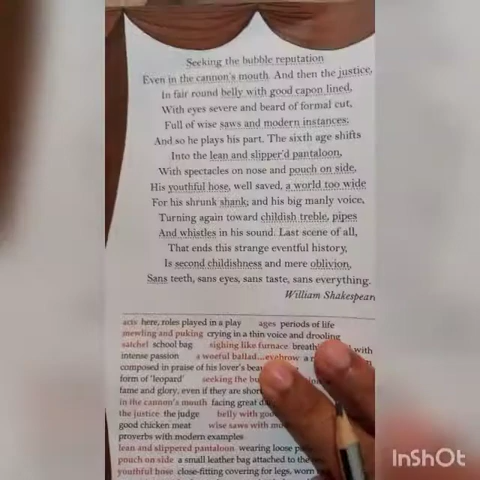 Seeking the bubble reputation
Even in the cannon's mouth. And then the justice,
In fair round belly with good capon lined,
With eyes severe and beard of formal cut,
Full of wise saws and modern instances;
And so he plays his part. The sixth age shifts
Into the lean and slipper'd pantaloon,
With spectacles on nose and pouch on side,
His youthful hose, well saved, a world too wide
For his shrunk shank; and his big manly voice,
Turning again toward childish treble, pipes
And whistles in his sound. Last scene of all,
That ends this strange eventful history,
Is second childishness and mere oblivion,
Sans teeth, sans eyes, sans taste, sans everything.
William Shakespear
acts here, roles played in a play ages periods of life
mewling and puking crying in a thin voice and drooling
satchel school bag sighing like furnace with
intense passion a woeful ballad...eyebrow a
composed in praise of his lover's
form of 'leopard' seeking the
fame and glory, even if they are short
in the cannon's mouth facing great
the justice the judge belly with
good chicken meat wise saws with
proverbs with modern examples
lean and slippered pantaloon wearing loose
pouch on side a small leather bag attached to the
youthful hose close-fitting covering for legs, worn
InShOt